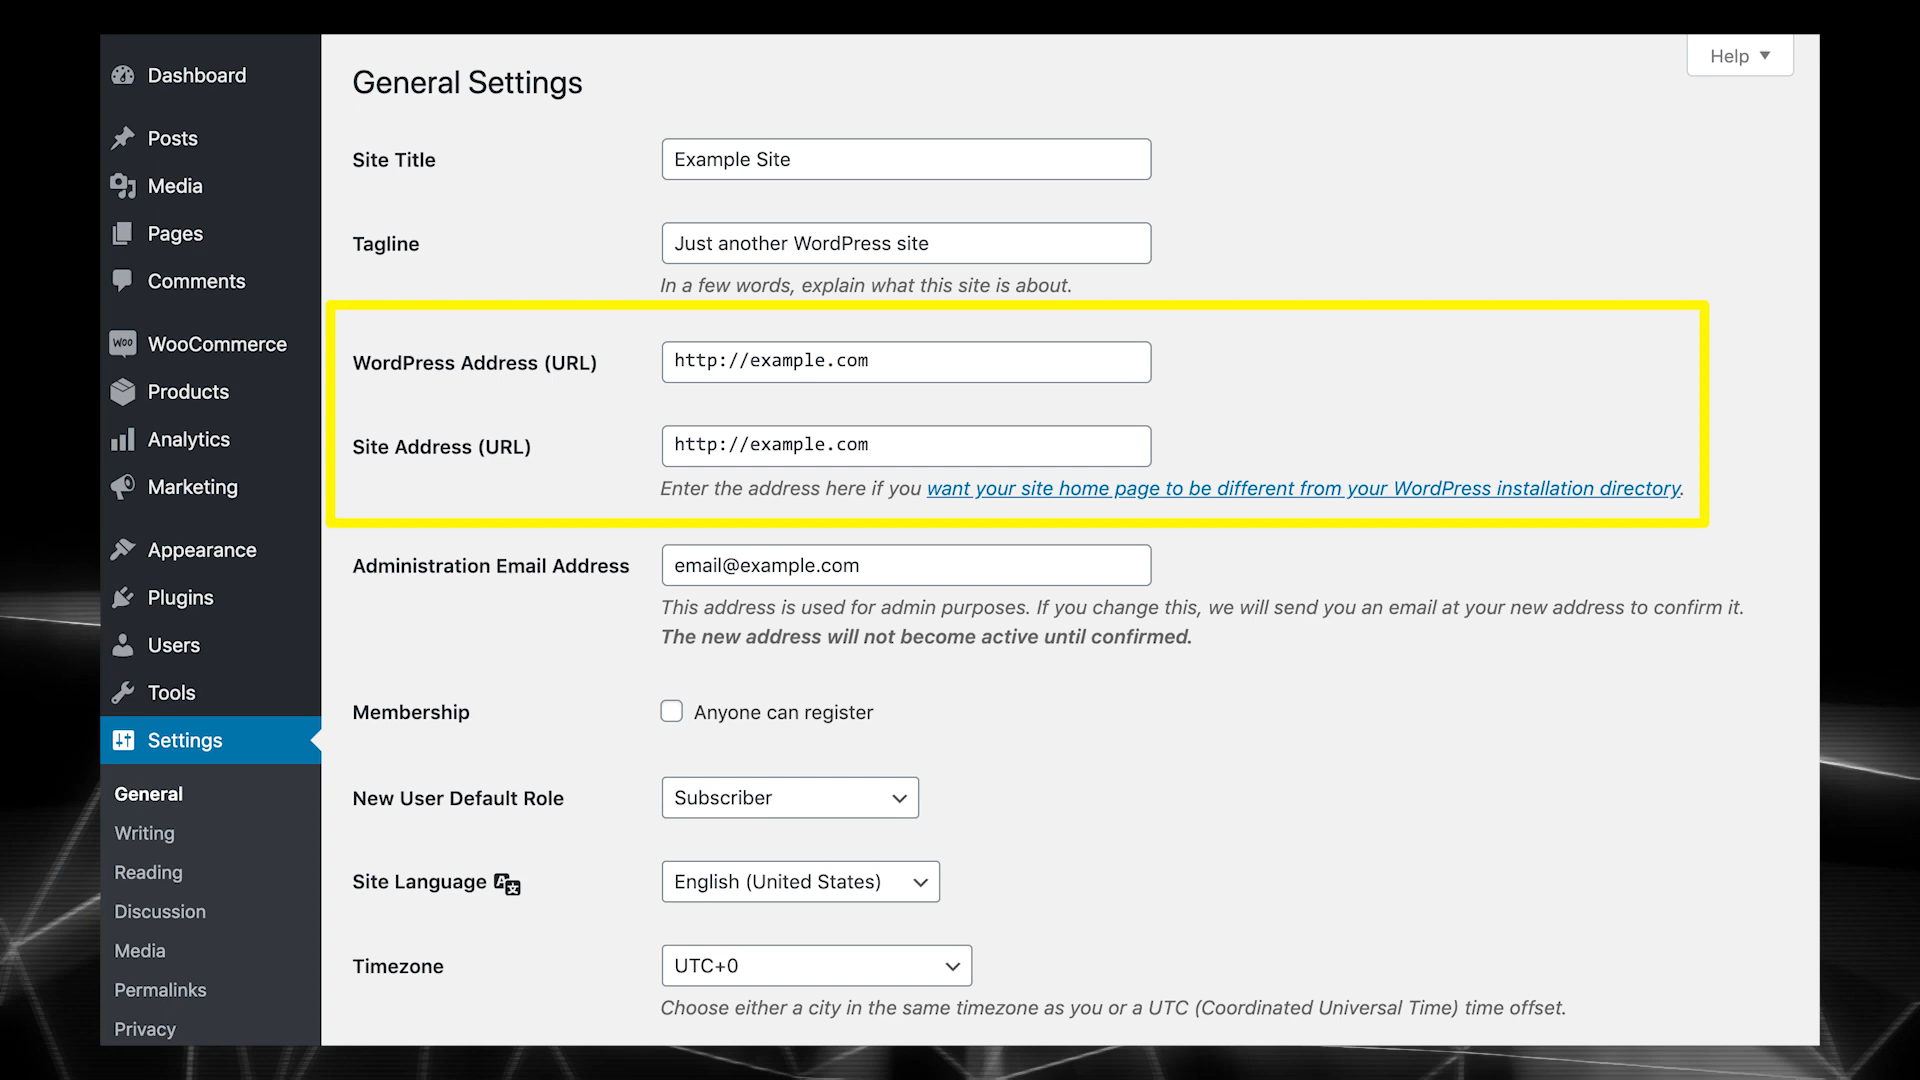 Dashboard
Posts
Media
Pages
Comments
Woo WooCommerce
Products
Analytics
Marketing
Appearance
Plugins
Users
Tools
Settings
General
Writing
Reading
Discussion
Media
Permalinks
Privacy
Help
General Settings
Site Title Example Site
Tagline Just another WordPress site
In a few words, explain what this site is about.
WordPress Address (URL) http://example.com
Site Address (URL) http://example.com
Enter the address here if you want your site home page to be different from your WordPress installation directory.
Administration Email Address email@example.com
This address is used for admin purposes. If you change this, we will send you an email at your new address to confirm it.
The new address will not become active until confirmed.
Membership Anyone can register
New User Default Role Subscriber
Site Language English (United States)
Timezone UTC+0
Choose either a city in the same timezone as you or a UTC (Coordinated Universal Time) time offset.